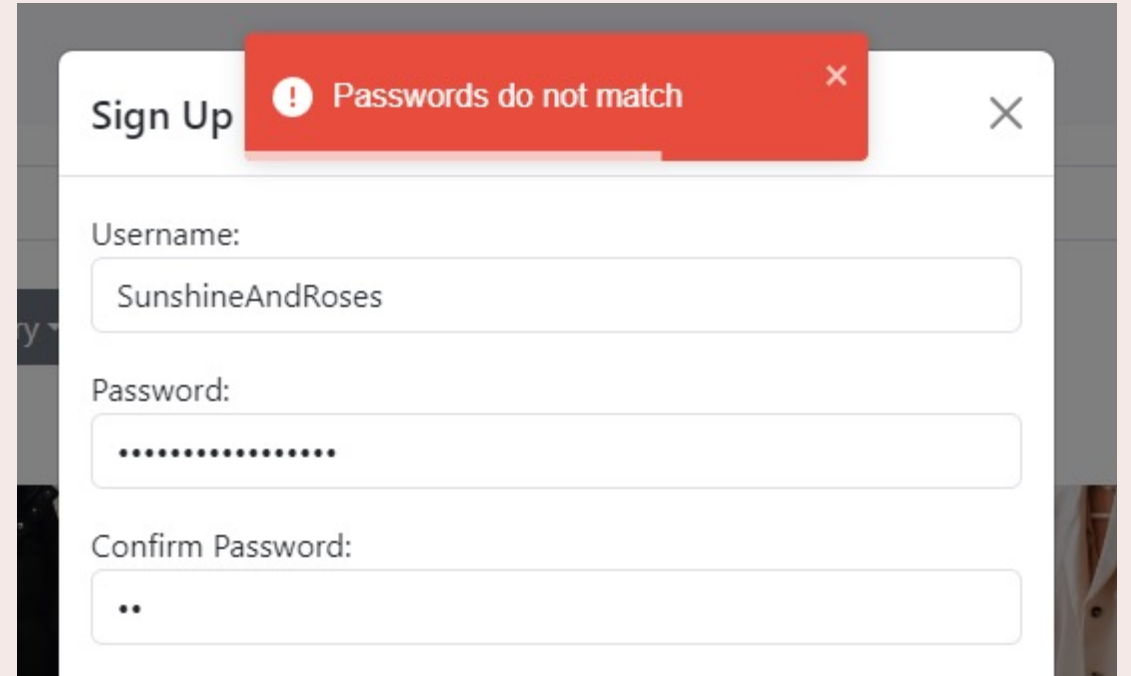 Passwords do not match
Sign Up
Username:
SunshineAndRoses
Password:
•••••••••••••••••
Confirm Password:
••